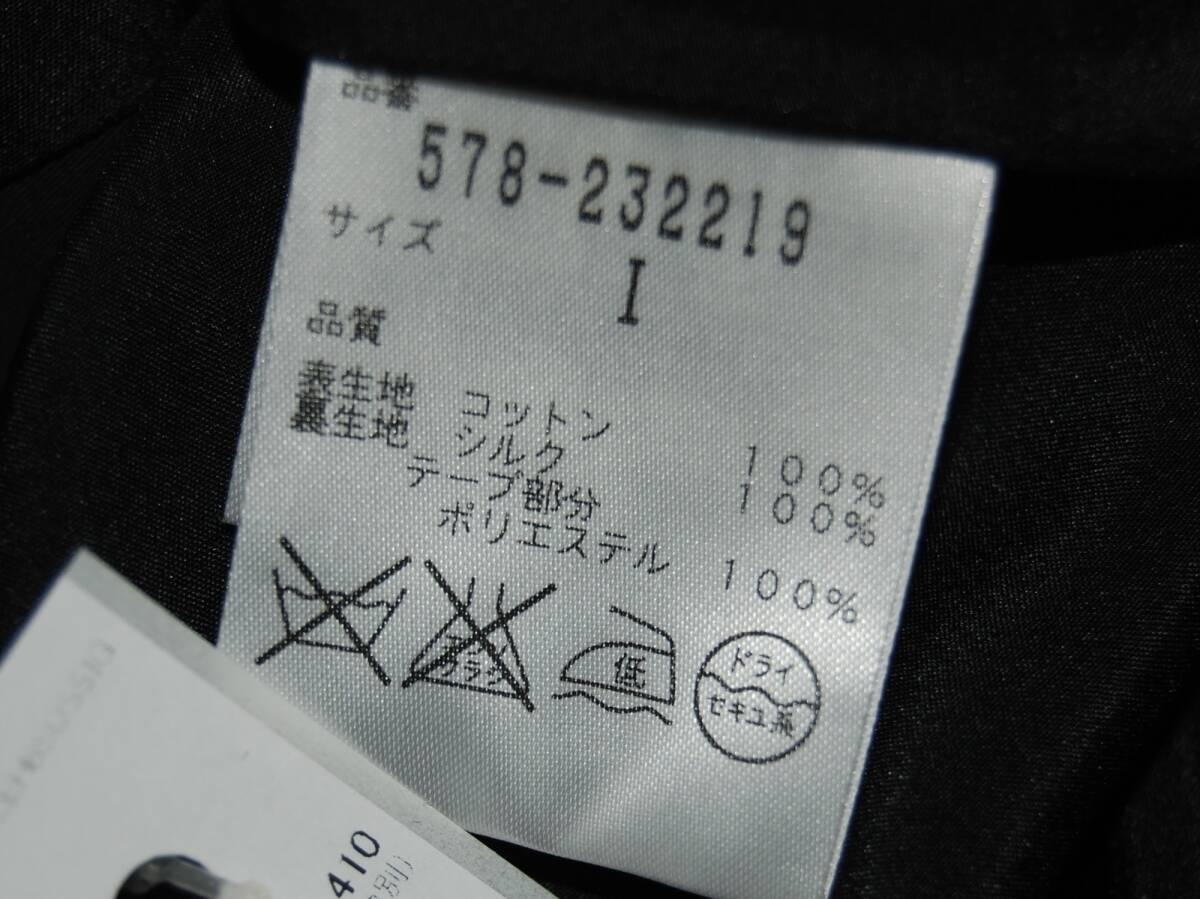 品番
578-232219
サイズ
I
品質
表生地 コットン 100%
裏生地 シルク 100%
テープ部分
ポリエステル 100%
低
ドライ
セキユ系
410